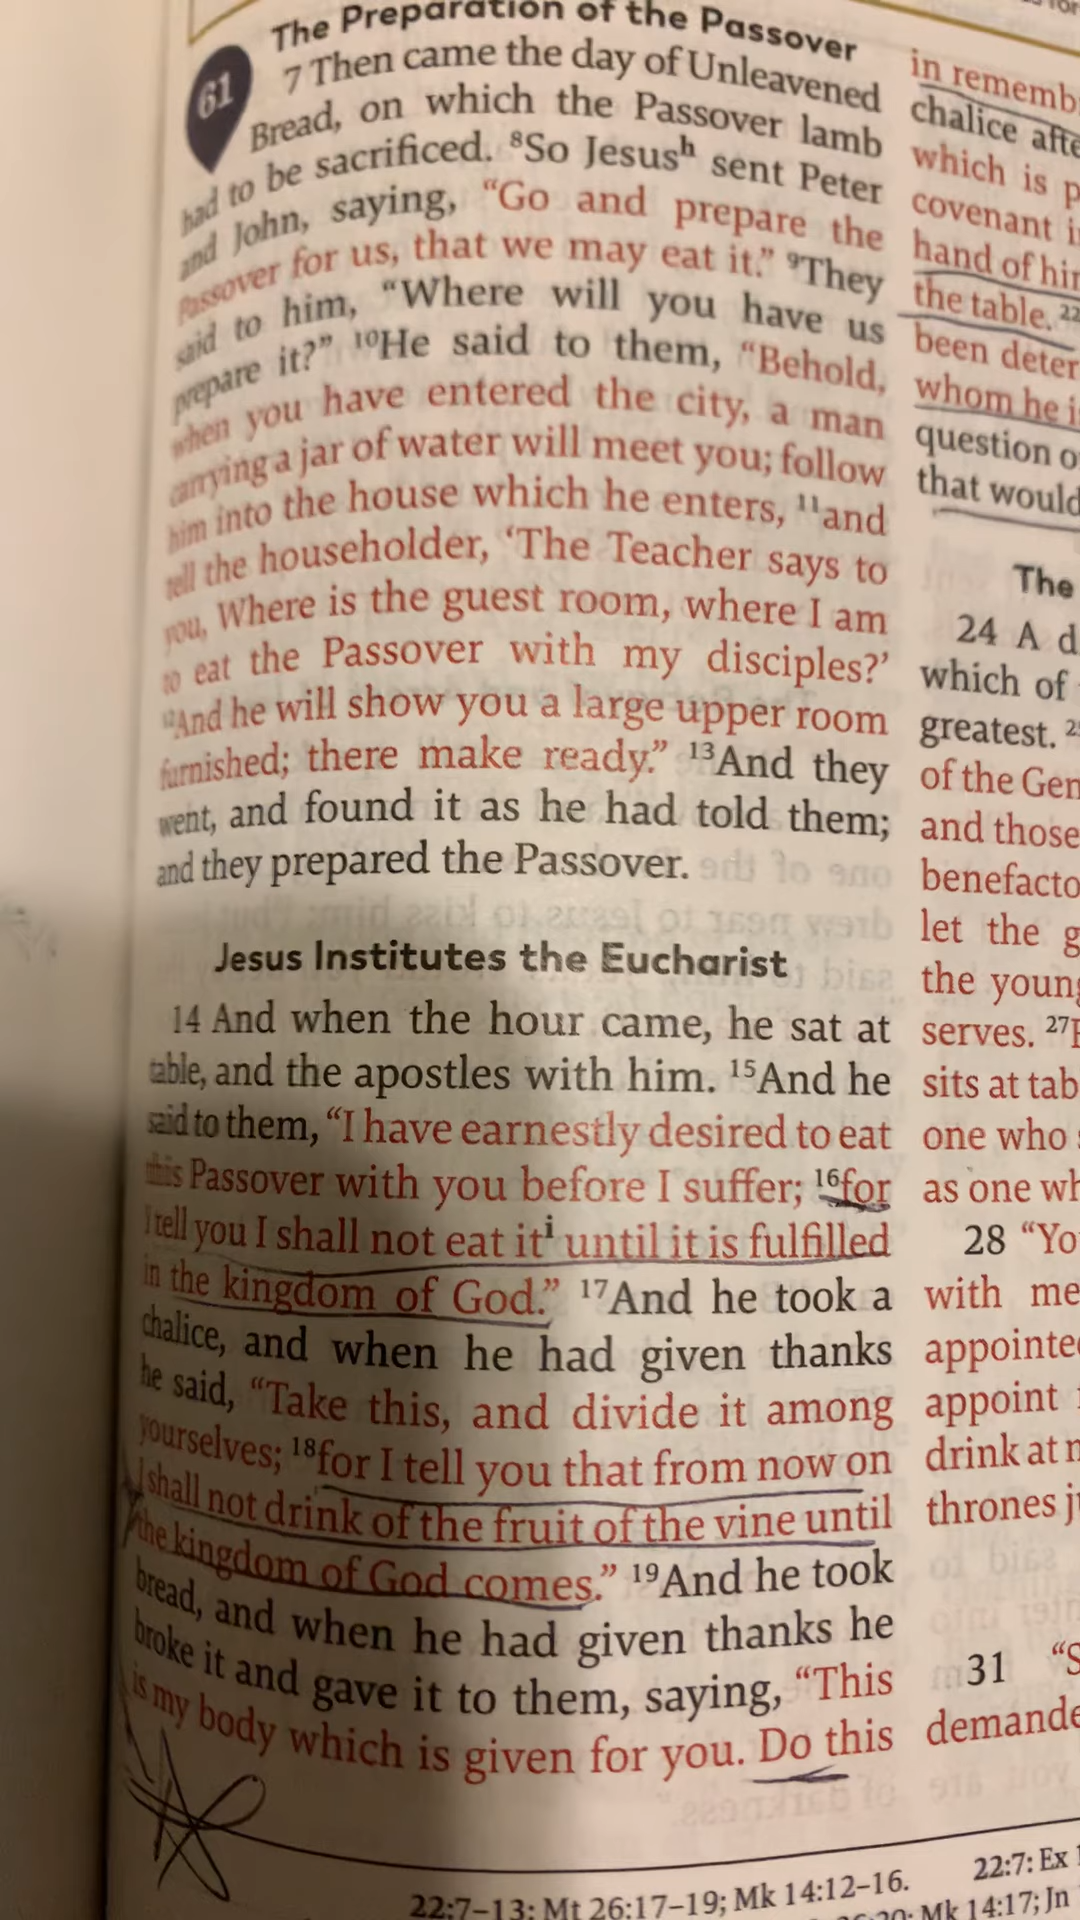 The Preparation of the Passover
61
7 Then came the day of Unleavened
Bread, on which the Passover lamb
had to be sacrificed. ⁸So Jesusʰ sent Peter
and John, saying, “Go and prepare the
Passover for us, that we may eat it.” ⁹They
said to him, “Where will you have us
prepare it?” ¹⁰He said to them, “Behold,
when you have entered the city, a man
carrying a jar of water will meet you; follow
him into the house which he enters, ¹¹and
tell the householder, ‘The Teacher says to
you, Where is the guest room, where I am
to eat the Passover with my disciples?’
¹²And he will show you a large upper room
furnished; there make ready.” ¹³And they
went, and found it as he had told them;
and they prepared the Passover.
Jesus Institutes the Eucharist
14 And when the hour came, he sat at
table, and the apostles with him. ¹⁵And he
said to them, “I have earnestly desired to eat
this Passover with you before I suffer; ¹⁶for
I tell you I shall not eat itⁱ until it is fulfilled
in the kingdom of God.” ¹⁷And he took a
chalice, and when he had given thanks
he said, “Take this, and divide it among
yourselves; ¹⁸for I tell you that from now on
I shall not drink of the fruit of the vine until
the kingdom of God comes.” ¹⁹And he took
bread, and when he had given thanks he
broke it and gave it to them, saying, “This
is my body which is given for you. Do this
in rememb
chalice afte
which is p
covenant i
hand of hi
the table. ²²
been deter
whom he i
question o
that would
The
24 A d
which of
greatest.
of the Gen
and those
benefacto
let the g
the young
serves. ²⁷
sits at tab
one who
as one wh
28 “Yo
with me
appointe
appoint
drink at
thrones j
31 “S
demande
22:7–13: Mt 26:17–19; Mk 14:12–16.
22:7: Ex
Mk 14:17; Jn